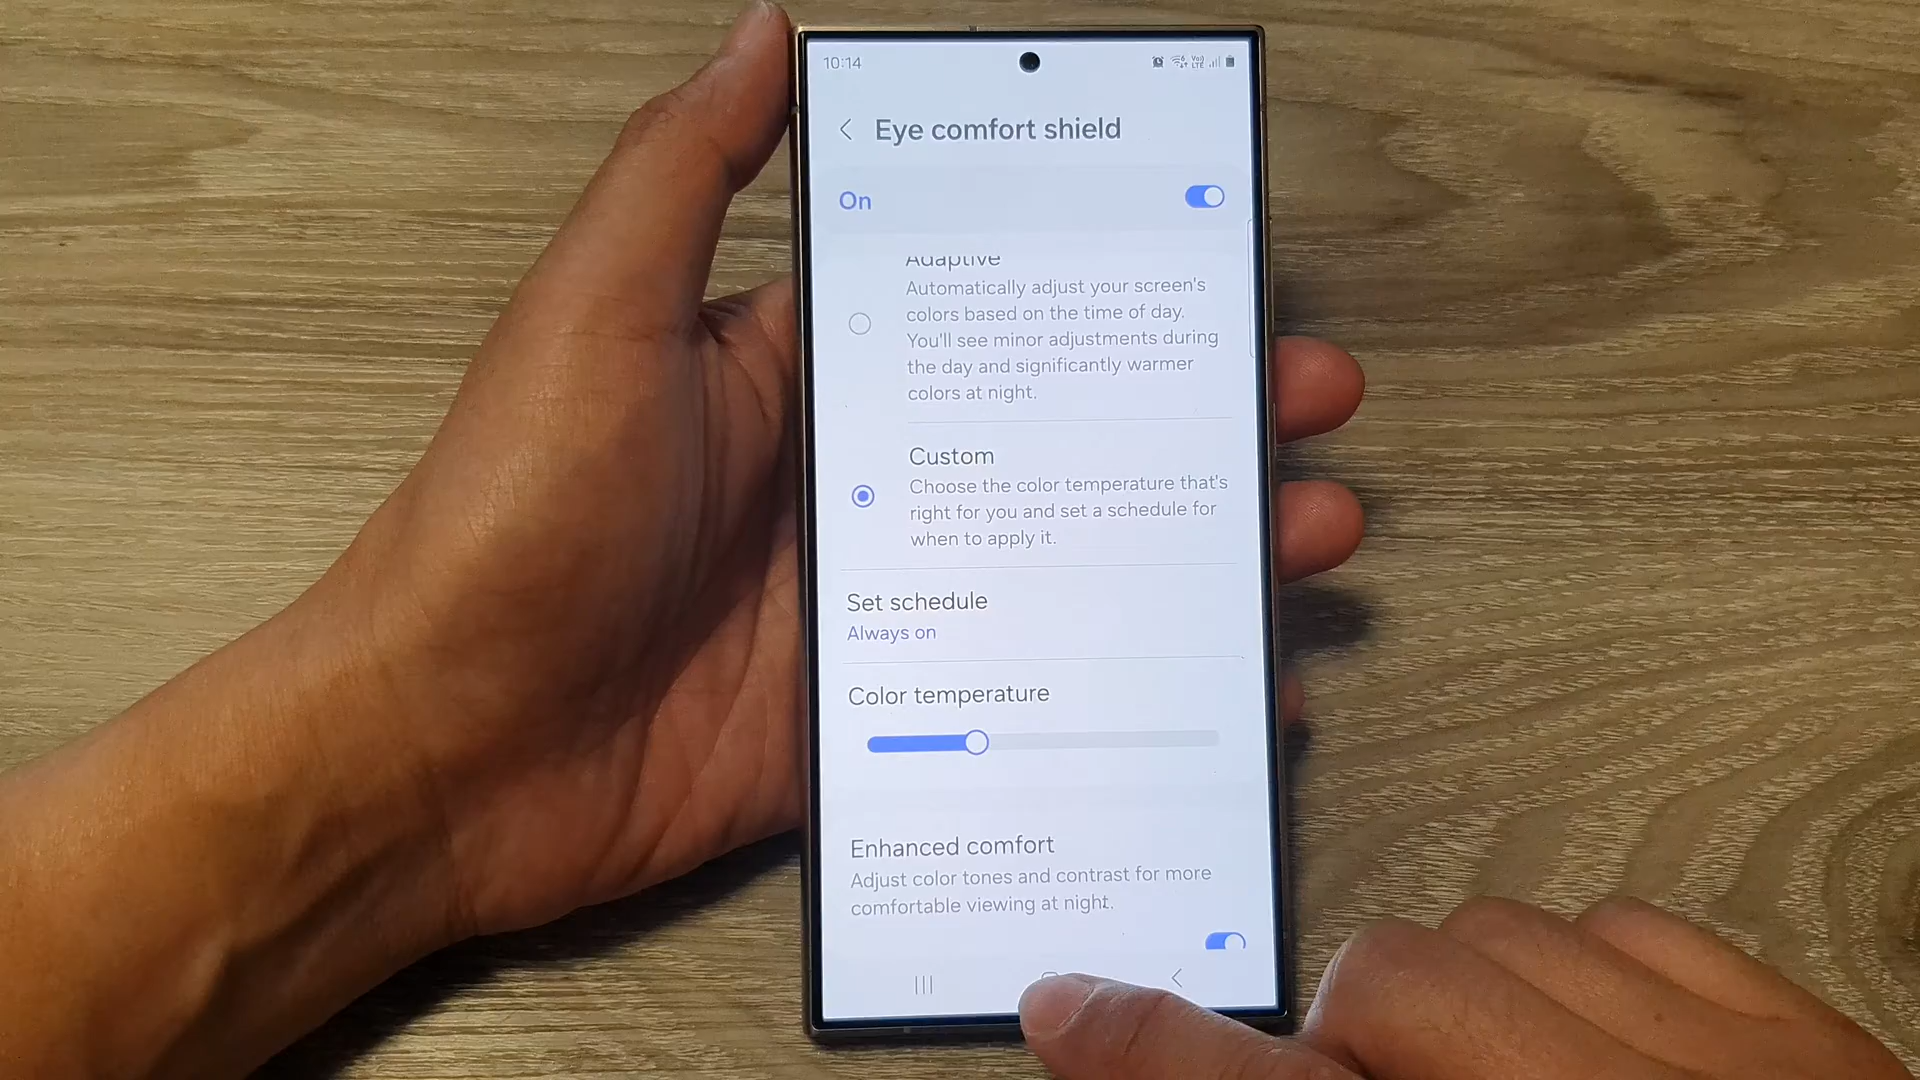 10:14
Vo)
LTE
Eye comfort shield
On
Adaptive
Automatically adjust your screen's
colors based on the time of day.
You'll see minor adjustments during
the day and significantly warmer
colors at night.
Custom
Choose the color temperature that's
right for you and set a schedule for
when to apply it.
Set schedule
Always on
Color temperature
Enhanced comfort
Adjust color tones and contrast for more
comfortable viewing at night.